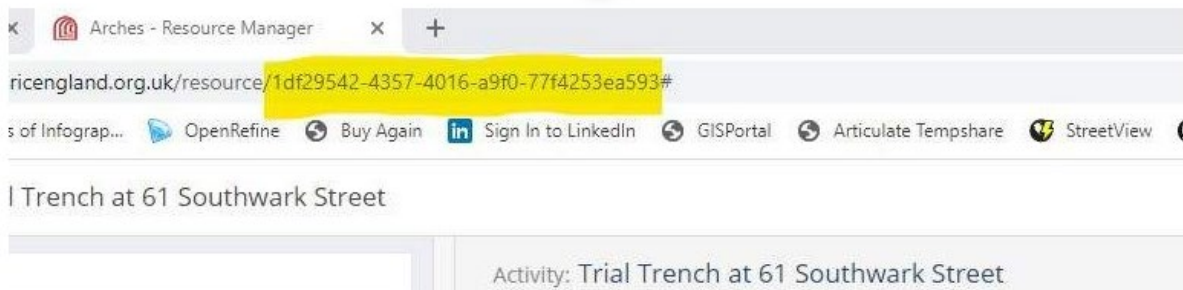 Arches - Resource Manager
ricengland.org.uk/resource/1df29542-4357-4016-a9f0-77f4253ea593#
s of Infograp... OpenRefine Buy Again in Sign In to LinkedIn GISPortal Articulate Tempshare StreetView
l Trench at 61 Southwark Street
Activity: Trial Trench at 61 Southwark Street